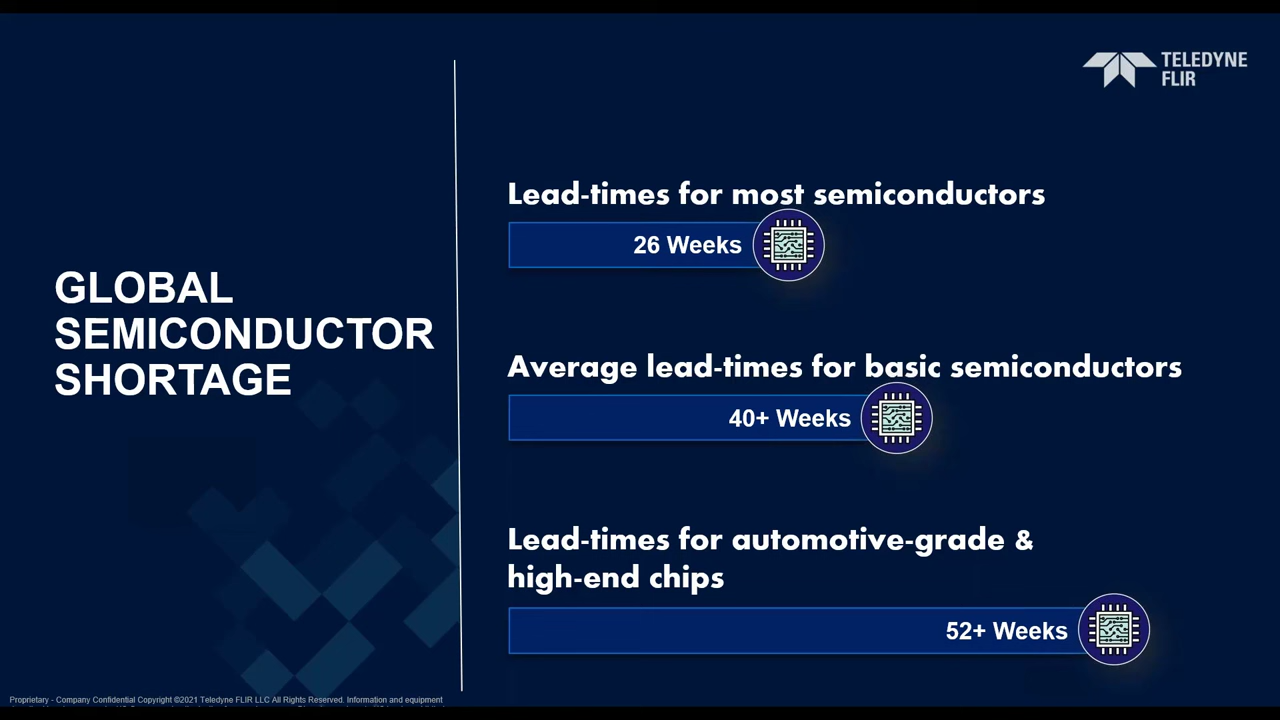 TELEDYNE
FLIR
GLOBAL
SEMICONDUCTOR
SHORTAGE
Lead-times for most semiconductors
26 Weeks
Average lead-times for basic semiconductors
40+ Weeks
Lead-times for automotive-grade &
high-end chips
52+ Weeks
Proprietary - Company Confidential Copyright ©2021 Teledyne FLIR LLC All Rights Reserved. Information and equipment